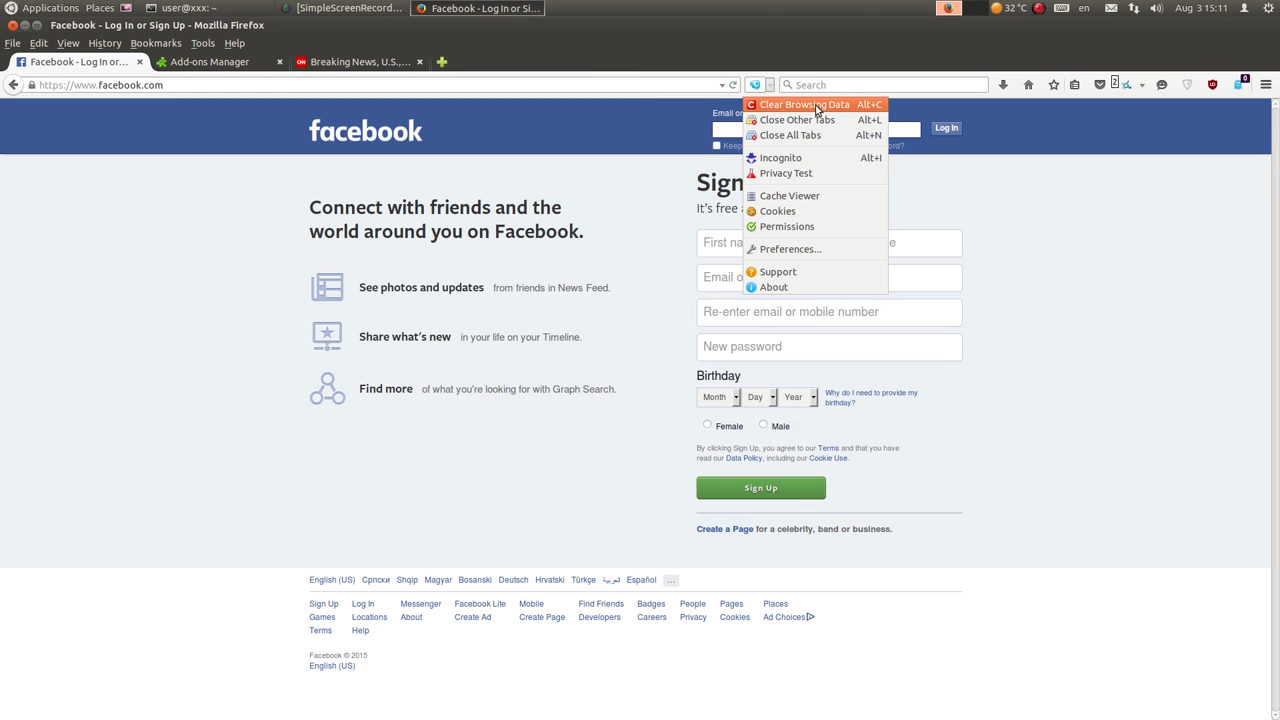 Applications Places user@xxx: ~ [SimpleScreenRecord... Facebook - Log In or Si... 32 °C en Aug 3 15:11
Facebook - Log In or Sign Up - Mozilla Firefox
File Edit View History Bookmarks Tools Help
Facebook - Log In or... × Add-ons Manager × Breaking News, U.S.,... ×
https://www.facebook.com Search 2 0
Clear Browsing Data Alt+C
Close Other Tabs Alt+L
Close All Tabs Alt+N
Incognito Alt+I
Privacy Test
Cache Viewer
Cookies
Permissions
Preferences...
Support
About
facebook
Email or
Log In
Keep
Connect with friends and the
world around you on Facebook.
See photos and updates from friends in News Feed.
Share what's new in your life on your Timeline.
Find more of what you're looking for with Graph Search.
Sign
It's free
First na
Email o
Re-enter email or mobile number
New password
Birthday
Month Day Year
Why do I need to provide my
birthday?
Female Male
By clicking Sign Up, you agree to our Terms and that you have
read our Data Policy, including our Cookie Use.
Sign Up
Create a Page for a celebrity, band or business.
English (US) Српски Shqip Magyar Bosanski Deutsch Hrvatski Türkçe العربية Español ...
Sign Up Log In Messenger Facebook Lite Mobile Find Friends Badges People Pages Places
Games Locations About Create Ad Create Page Developers Careers Privacy Cookies Ad Choices
Terms Help
Facebook © 2015
English (US)